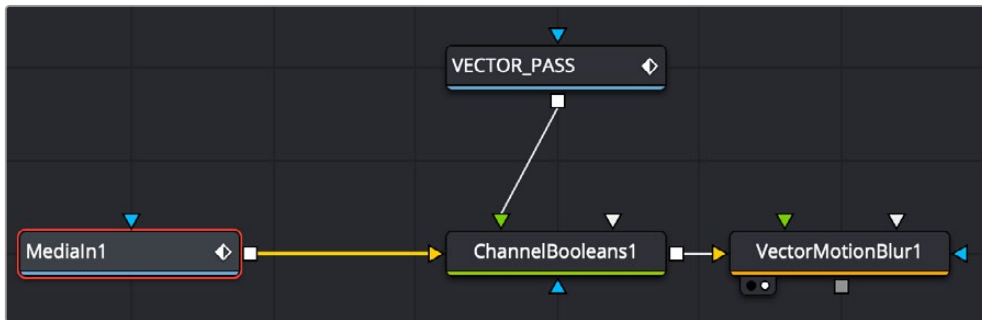 VECTOR_PASS
MediaIn1
ChannelBooleans1
VectorMotionBlur1